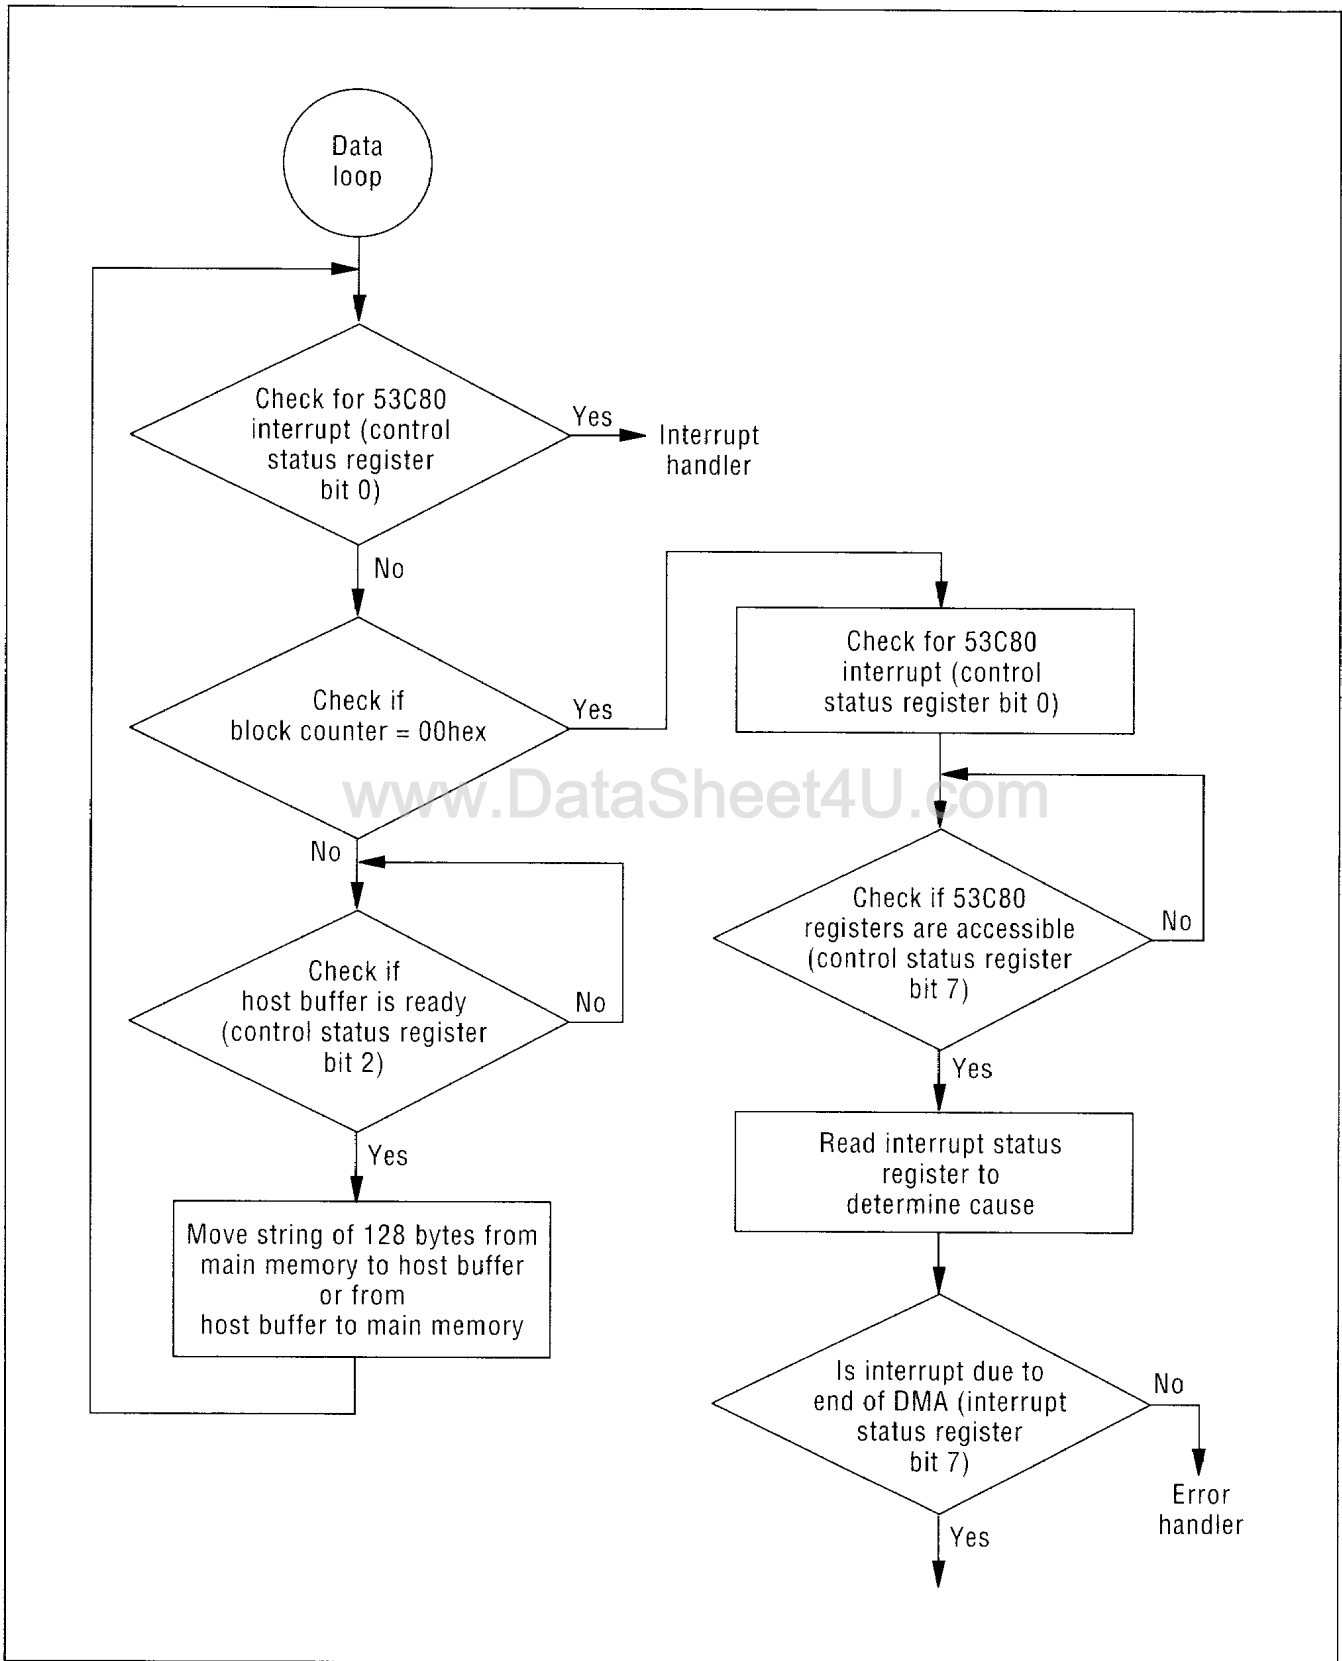 Data
loop
Check for 53C80
interrupt (control
status register
bit 0)
Yes
Interrupt
handler
No
Check if
block counter = 00hex
Yes
Check for 53C80
interrupt (control
status register bit 0)
www.DataSheet4U.com
No
Check if
host buffer is ready
(control status register
bit 2)
No
Yes
Move string of 128 bytes from
main memory to host buffer
or from
host buffer to main memory
Check if 53C80
registers are accessible
(control status register
bit 7)
No
Yes
Read interrupt status
register to
determine cause
Is interrupt due to
end of DMA (interrupt
status register
bit 7)
No
Error
handler
Yes